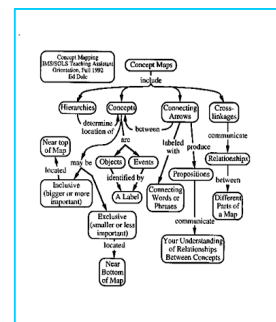 Concept Mapping
IMS/SOLS Teaching Assistant
Orientation, Fall 1992
Ed Dole
Concept Maps
include
Hierarchies
Concepts
Connecting
Arrows
Cross-
linkages
determine
location of
between
are
communicate
Near top
of Map
may be
labeled
with
produce
Objects
Events
Relationships
located
identified by
Propositions
between
Inclusive
(bigger or more
important)
A Label
Connecting
Words or
Phrases
Different
Parts of
a Map
Exclusive
(smaller or less
important)
communicate
located
Your Understanding
of Relationships
Between Concepts
Near
Bottom
of Map